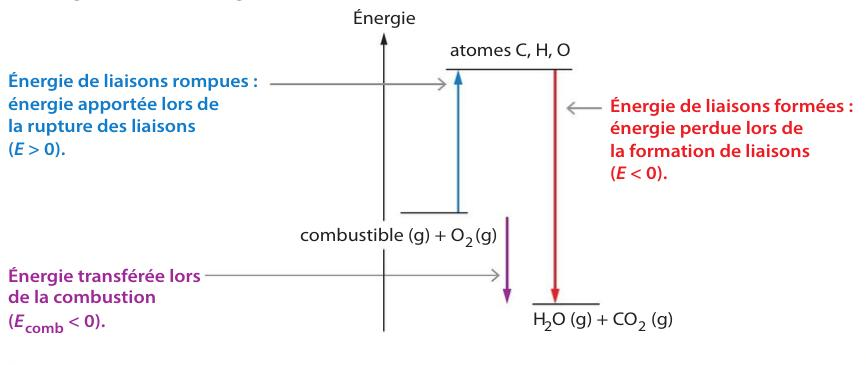 Énergie
atomes C, H, O
Énergie de liaisons rompues :
énergie apportée lors de
la rupture des liaisons
(E > 0).
Énergie de liaisons formées :
énergie perdue lors de
la formation de liaisons
(E < 0).
combustible (g) + O₂ (g)
Énergie transférée lors
de la combustion
(E_comb < 0).
H₂O (g) + CO₂ (g)